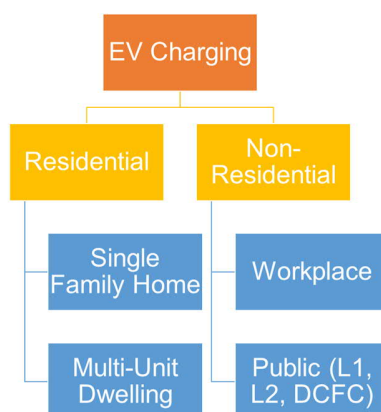 EV Charging
Residential
Non-
Residential
Single
Family Home
Workplace
Multi-Unit
Dwelling
Public (L1,
L2, DCFC)